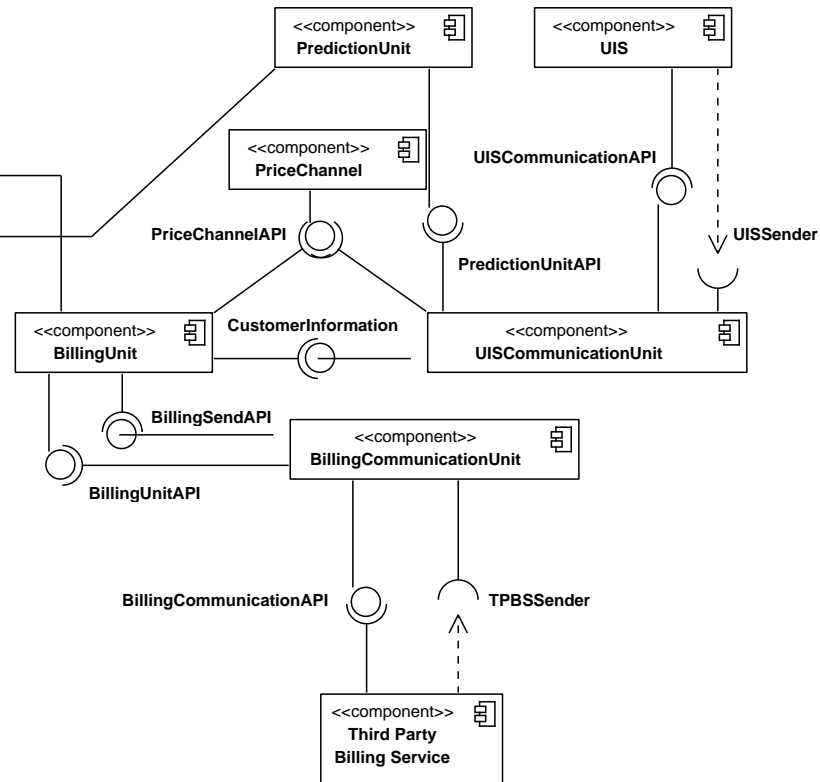 <<component>>
PredictionUnit
<<component>>
UIS
<<component>>
PriceChannel
UISCommunicationAPI
PriceChannelAPI
UISSender
PredictionUnitAPI
<<component>>
BillingUnit
CustomerInformation
<<component>>
UISCommunicationUnit
BillingSendAPI
<<component>>
BillingCommunicationUnit
BillingUnitAPI
BillingCommunicationAPI
TPBSSender
<<component>>
Third Party
Billing Service